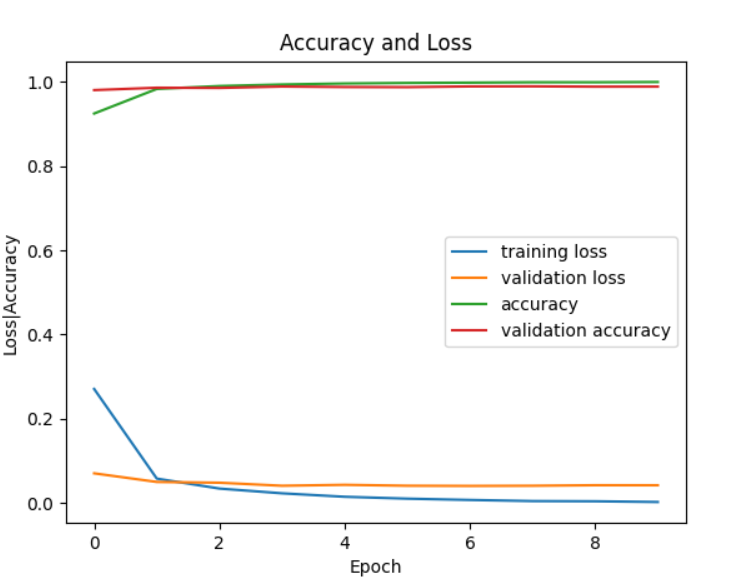 Accuracy and Loss
1.0
0.8
0.6
0.4
0.2
0.0
Loss|Accuracy
training loss
validation loss
accuracy
validation accuracy
0 2 4 6 8
Epoch